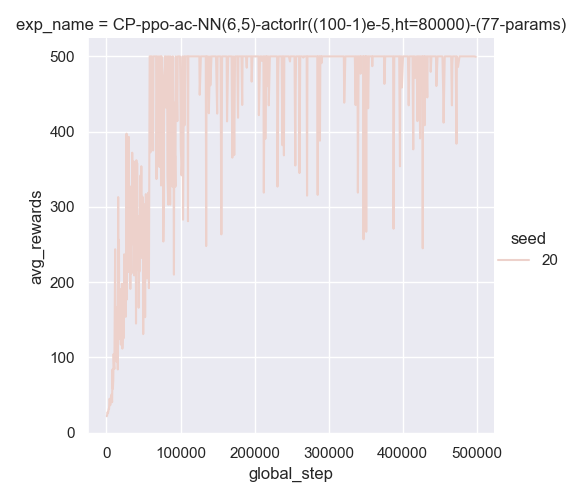 exp_name = CP-ppo-ac-NN(6,5)-actorlr((100-1)e-5,ht=80000)-(77-params)
500
400
300
200
100
0
avg_rewards
0 100000 200000 300000 400000 500000
global_step
seed
20